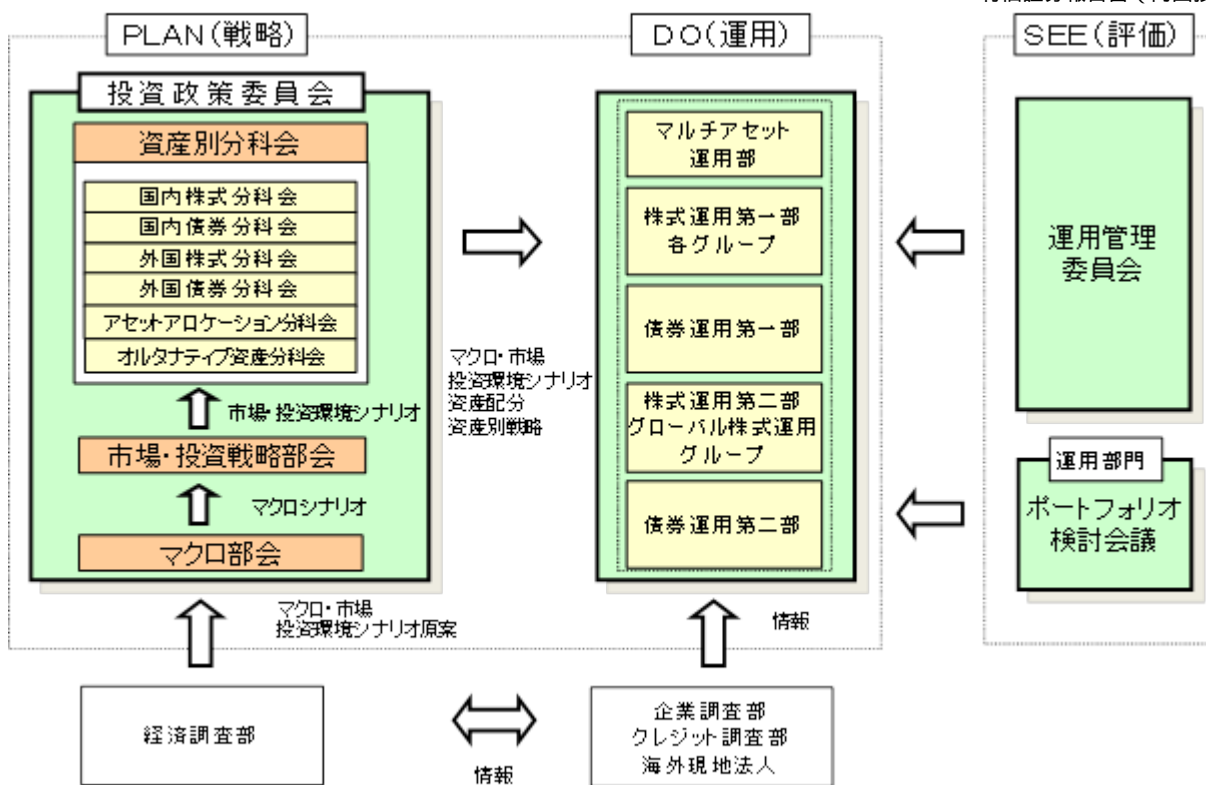 PLAN(戦略)
投資政策委員会
資産別分科会
国内株式分科会
国内債券分科会
外国株式分科会
外国債券分科会
アセットアロケーション分科会
オルタナティブ資産分科会
市場・投資環境シナリオ
市場・投資戦略部会
マクロシナリオ
マクロ部会
マクロ・市場
投資環境シナリオ原案
経済調査部
マクロ・市場
投資環境シナリオ
資産配分
資産別戦略
情報
DO(運用)
マルチアセット
運用部
株式運用第一部
各グループ
債券運用第一部
株式運用第二部
グローバル株式運用
グループ
債券運用第二部
情報
企業調査部
クレジット調査部
海外現地法人
SEE(評価)
運用管理
委員会
運用部門
ポートフォリオ
検討会議